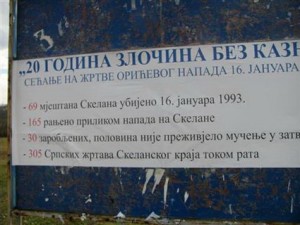 „20 ГОДИНА ЗЛОЧИНА БЕЗ КАЗН
СЕЋАЊЕ НА ЖРТВЕ ОРИЋЕВОГ НАПАДА 16. ЈАНУАРА
- 69 мјештана Скелана убијено 16. јануара 1993.
- 165 рањено приликом напада на Скелане
- 30 заробљених, половина није преживјело мучење у затв
- 305 Српских жртава Скеланског краја током рата